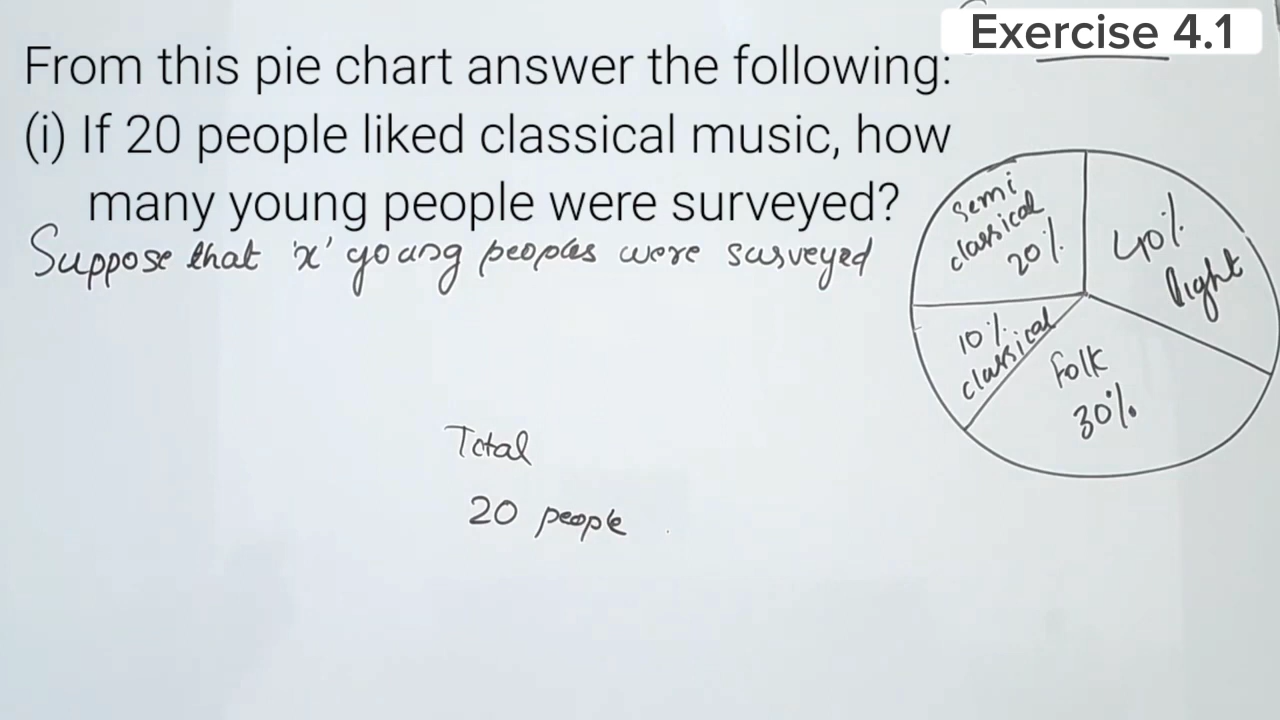 Exercise 4.1
From this pie chart answer the following:
(i) If 20 people liked classical music, how
many young people were surveyed?
Suppose that 'x' young peoples were surveyed
Semi
classical
20%
40%
light
10%
classical
Folk
30%
Total
20 people